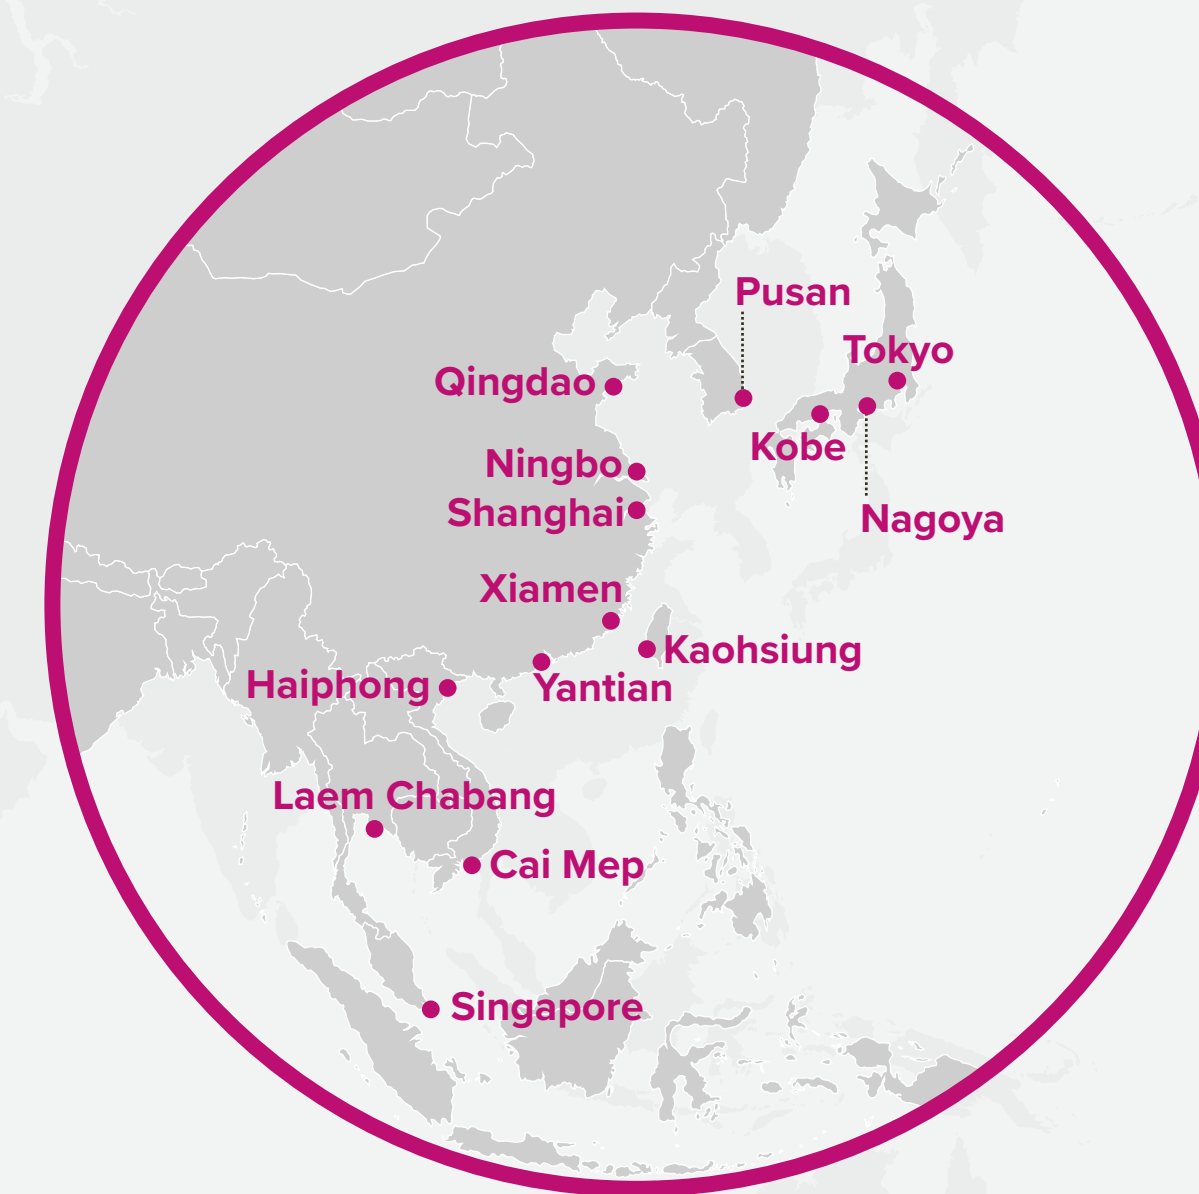 Pusan
Tokyo
Qingdao
Kobe
Ningbo
Shanghai
Nagoya
Xiamen
Kaohsiung
Haiphong
Yantian
Laem Chabang
Cai Mep
Singapore